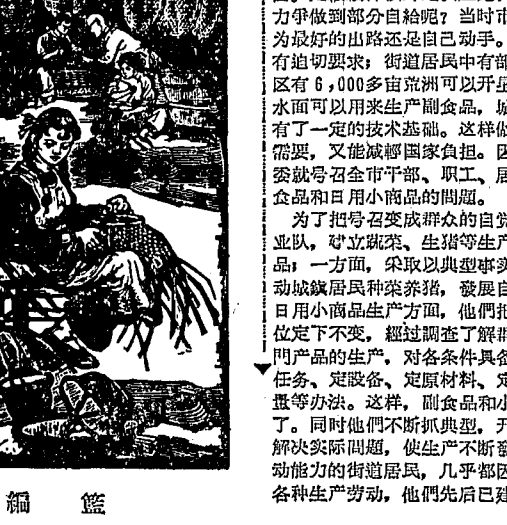 力爭做到部分自給呢？当时市
为最好的出路还是自己动手。
有迫切要求；街道居民中有部
区有6,000多亩荒洲可以开垦
水面可以用来生产副食品，城
有了一定的技术基础。这样做
需要，又能减輕国家負担。因
委就号召全市干部、职工、居
食品和日用小商品的問題。
为了把号召变成群众的自觉
业队，建立蔬菜、生猪等生产
品；一方面，采取以典型事实
动城鎮居民种菜养猪，發展自
日用小商品生产方面，他們把
位定下不变，經过調查了解
門产品的生产，对各条件具备
任务、定設备、定原材料、定
量等办法。这样，副食品和小
了。同时他們不断抓典型，开
解决实际問題，使生产不断發
动能力的街道居民，几乎都
各种生产劳动，他們先后已建
編 籃